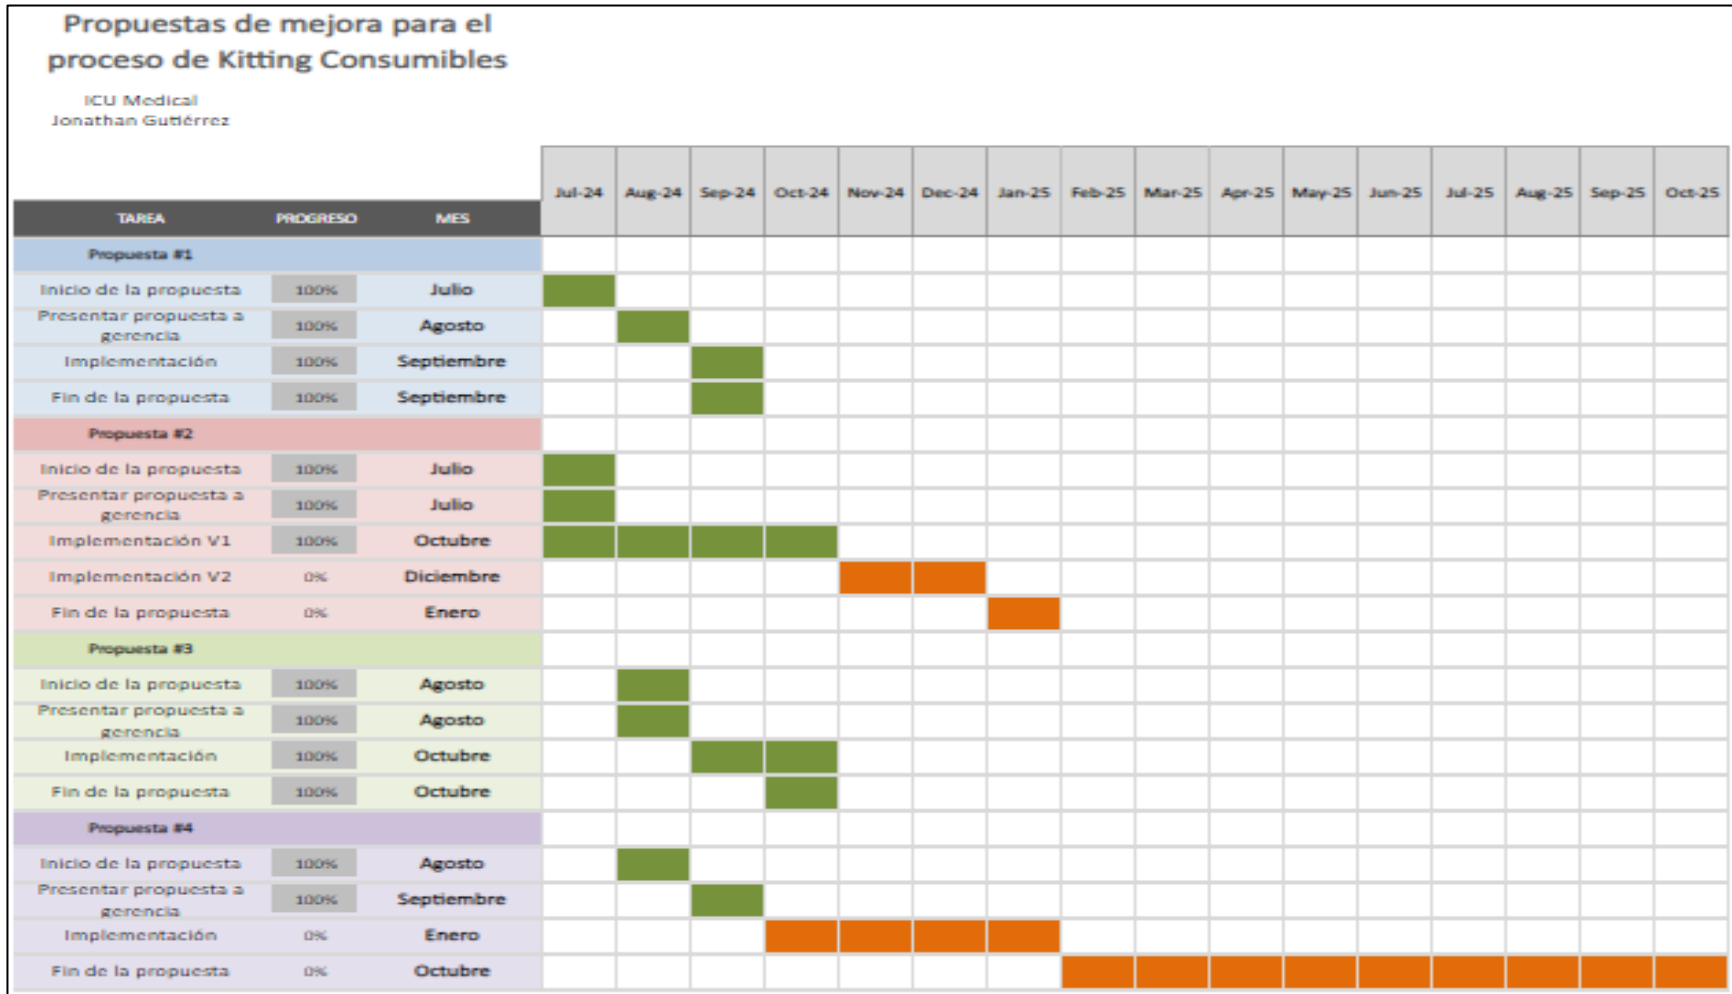 Propuestas de mejora para el
proceso de Kitting Consumibles
ICU Medical
Jonathan Gutiérrez
Jul-24 Aug-24 Sep-24 Oct-24 Nov-24 Dec-24 Jan-25 Feb-25 Mar-25 Apr-25 May-25 Jun-25 Jul-25 Aug-25 Sep-25 Oct-25
TAREA PROGRESO MES
Propuesta #1
Inicio de la propuesta 100% Julio
Presentar propuesta a
gerencia 100% Agosto
Implementación 100% Septiembre
Fin de la propuesta 100% Septiembre
Propuesta #2
Inicio de la propuesta 100% Julio
Presentar propuesta a
gerencia 100% Julio
Implementación V1 100% Octubre
Implementación V2 0% Diciembre
Fin de la propuesta 0% Enero
Propuesta #3
Inicio de la propuesta 100% Agosto
Presentar propuesta a
gerencia 100% Agosto
Implementación 100% Octubre
Fin de la propuesta 100% Octubre
Propuesta #4
Inicio de la propuesta 100% Agosto
Presentar propuesta a
gerencia 100% Septiembre
Implementación 0% Enero
Fin de la propuesta 0% Octubre